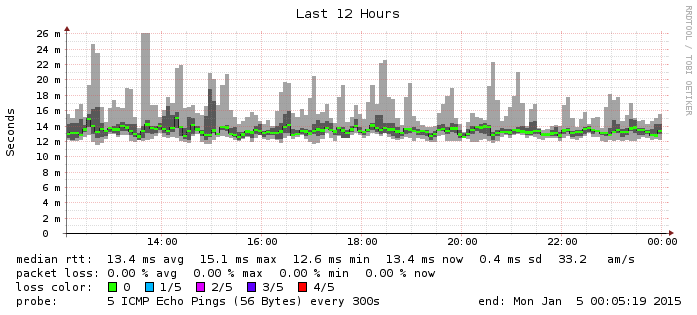 Last 12 Hours
RRDTOOL / TOBI OETIKER
Seconds
26 m
24 m
22 m
20 m
18 m
16 m
14 m
12 m
10 m
8 m
6 m
4 m
2 m
0
14:00 16:00 18:00 20:00 22:00 00:00
median rtt: 13.4 ms avg 15.1 ms max 12.6 ms min 13.4 ms now 0.4 ms sd 33.2 am/s
packet loss: 0.00 % avg 0.00 % max 0.00 % min 0.00 % now
loss color: 0 1/5 2/5 3/5 4/5
probe: 5 ICMP Echo Pings (56 Bytes) every 300s end: Mon Jan 5 00:05:19 2015